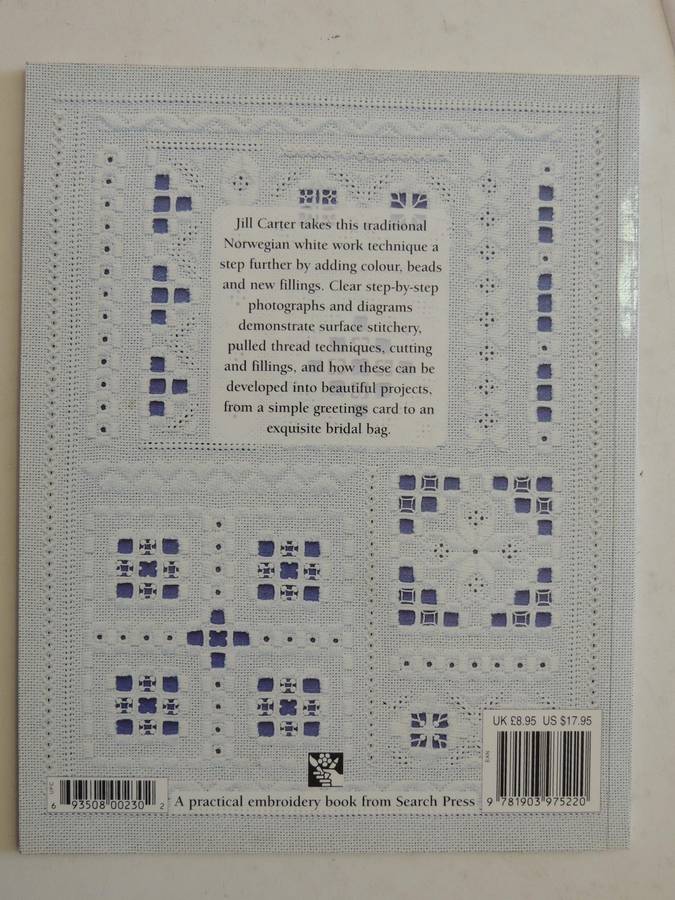 Jill Carter takes this traditional
Norwegian white work technique a
step further by adding colour, beads
and new fillings. Clear step-by-step
photographs and diagrams
demonstrate surface stitchery,
pulled thread techniques, cutting
and fillings, and how these can be
developed into beautiful projects,
from a simple greetings card to an
exquisite bridal bag.
UK £8.95 US $17.95
EAN
9 781903 975220
UPC
6 93508 00230 2
A practical embroidery book from Search Press